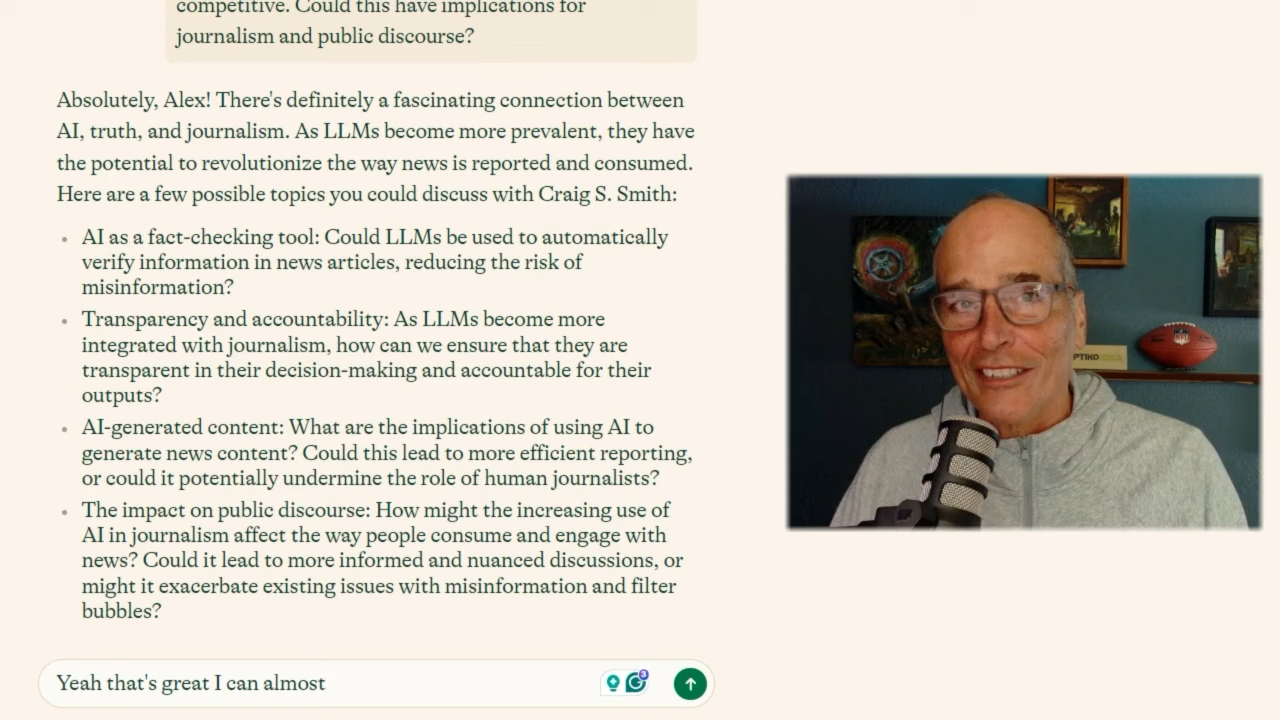 competitive. Could this have implications for
journalism and public discourse?
Absolutely, Alex! There's definitely a fascinating connection between
AI, truth, and journalism. As LLMs become more prevalent, they have
the potential to revolutionize the way news is reported and consumed.
Here are a few possible topics you could discuss with Craig S. Smith:
• AI as a fact-checking tool: Could LLMs be used to automatically
verify information in news articles, reducing the risk of
misinformation?
• Transparency and accountability: As LLMs become more
integrated with journalism, how can we ensure that they are
transparent in their decision-making and accountable for their
outputs?
• AI-generated content: What are the implications of using AI to
generate news content? Could this lead to more efficient reporting,
or could it potentially undermine the role of human journalists?
• The impact on public discourse: How might the increasing use of
AI in journalism affect the way people consume and engage with
news? Could it lead to more informed and nuanced discussions, or
might it exacerbate existing issues with misinformation and filter
bubbles?
Yeah that's great I can almost
3
NFL